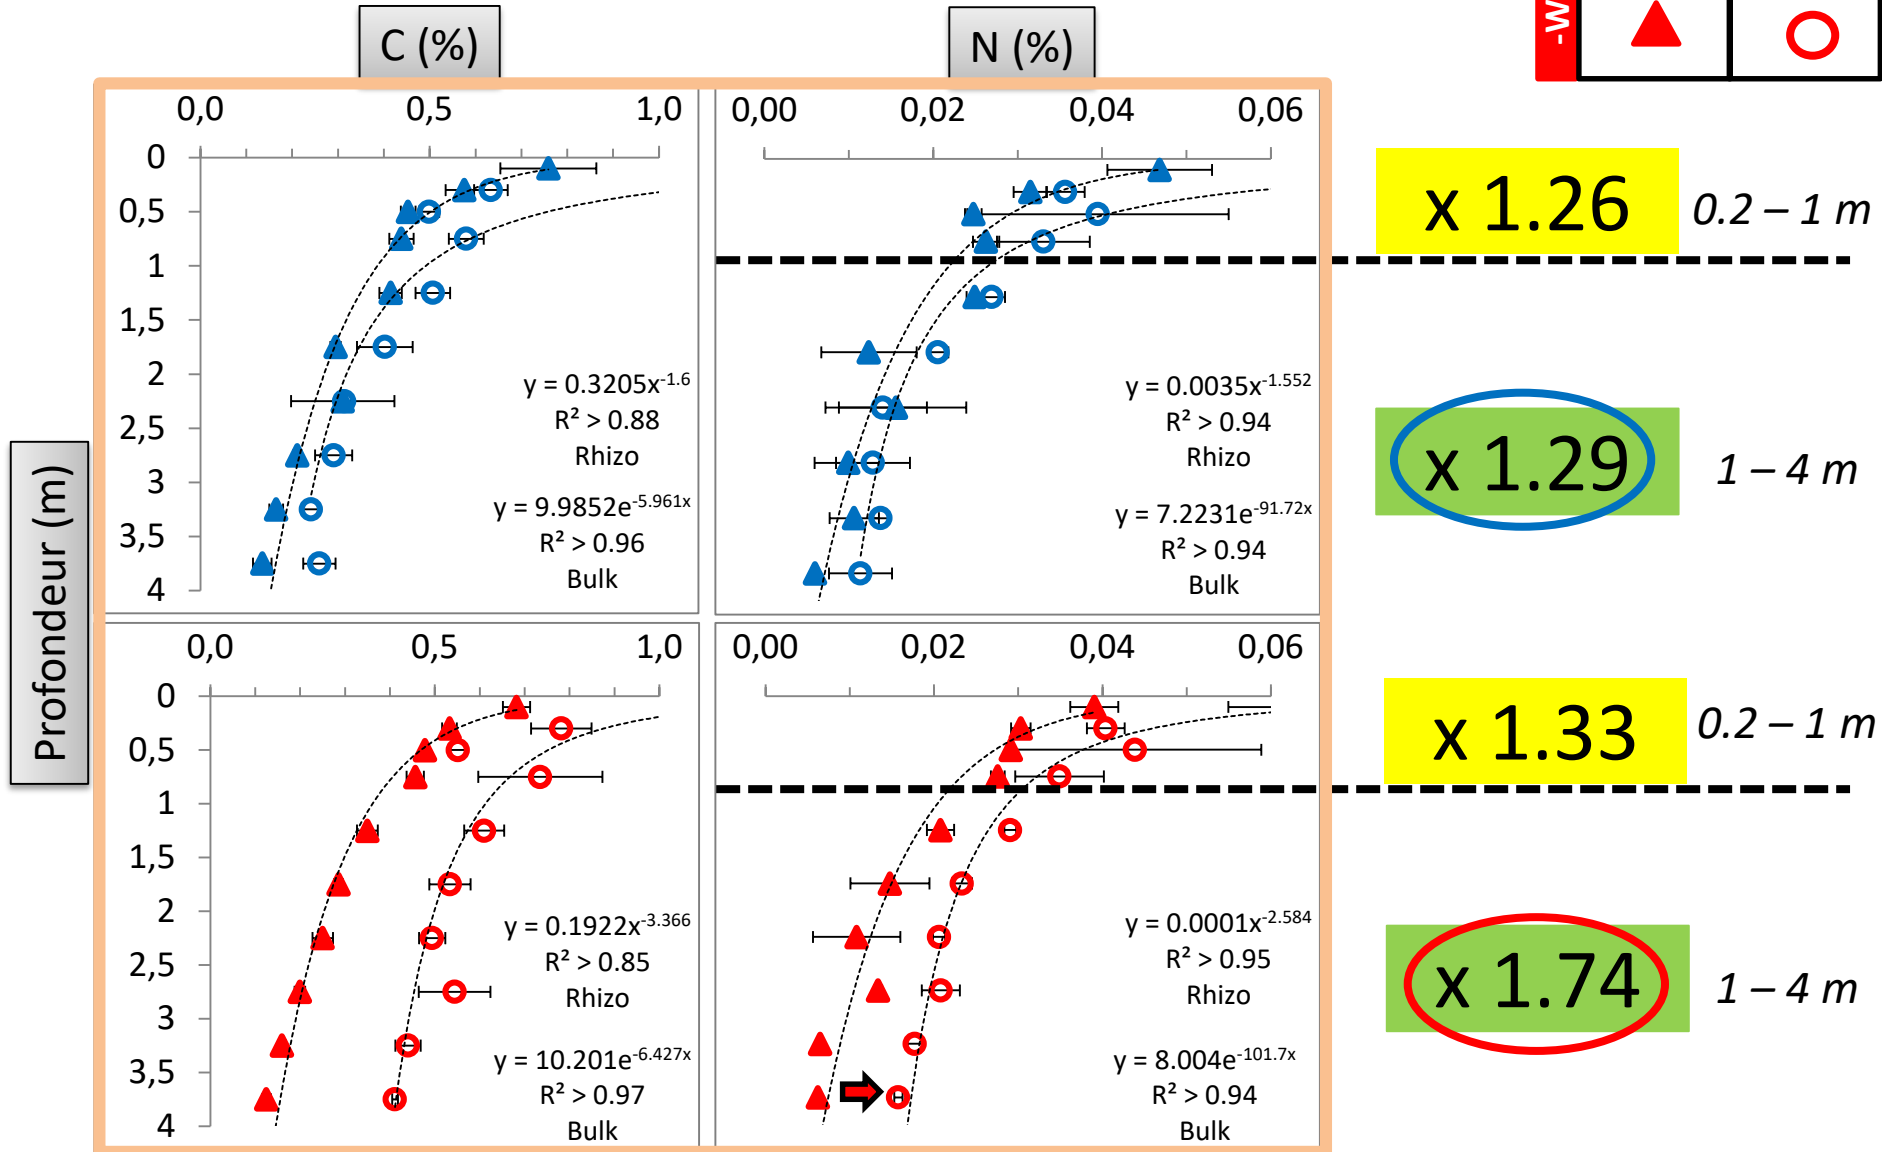 -W
C (%)
N (%)
0,0 0,5 1,0
0,00 0,02 0,04 0,06
0
0,5
1
1,5
2
2,5
3
3,5
4
y = 0.3205x^-1.6
R² > 0.88
Rhizo
y = 9.9852e^-5.961x
R² > 0.96
Bulk
y = 0.0035x^-1.552
R² > 0.94
Rhizo
y = 7.2231e^-91.72x
R² > 0.94
Bulk
x 1.26 0.2 – 1 m
x 1.29 1 – 4 m
Profondeur (m)
0,0 0,5 1,0
0,00 0,02 0,04 0,06
0
0,5
1
1,5
2
2,5
3
3,5
4
y = 0.1922x^-3.366
R² > 0.85
Rhizo
y = 10.201e^-6.427x
R² > 0.97
Bulk
y = 0.0001x^-2.584
R² > 0.95
Rhizo
y = 8.004e^-101.7x
R² > 0.94
Bulk
x 1.33 0.2 – 1 m
x 1.74 1 – 4 m